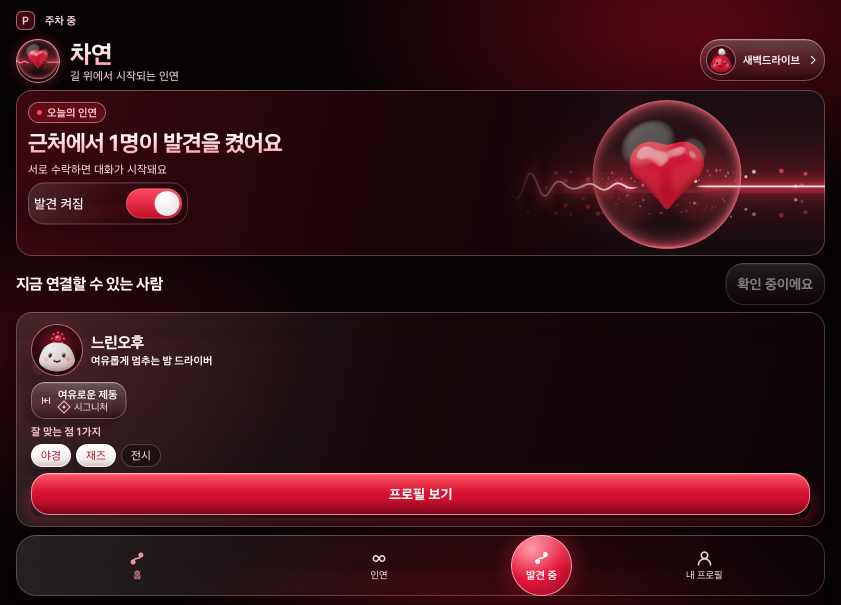 P 주차 중
차연
길 위에서 시작되는 인연
새벽드라이브
오늘의 인연
근처에서 1명이 발견을 켰어요
서로 수락하면 대화가 시작돼요
발견 켜짐
지금 연결할 수 있는 사람
확인 중이에요
느린오후
여유롭게 멈추는 밤 드라이버
여유로운 제동
시그니처
잘 맞는 점 1가지
야경 재즈 전시
프로필 보기
홈 인연 발견 중 내 프로필